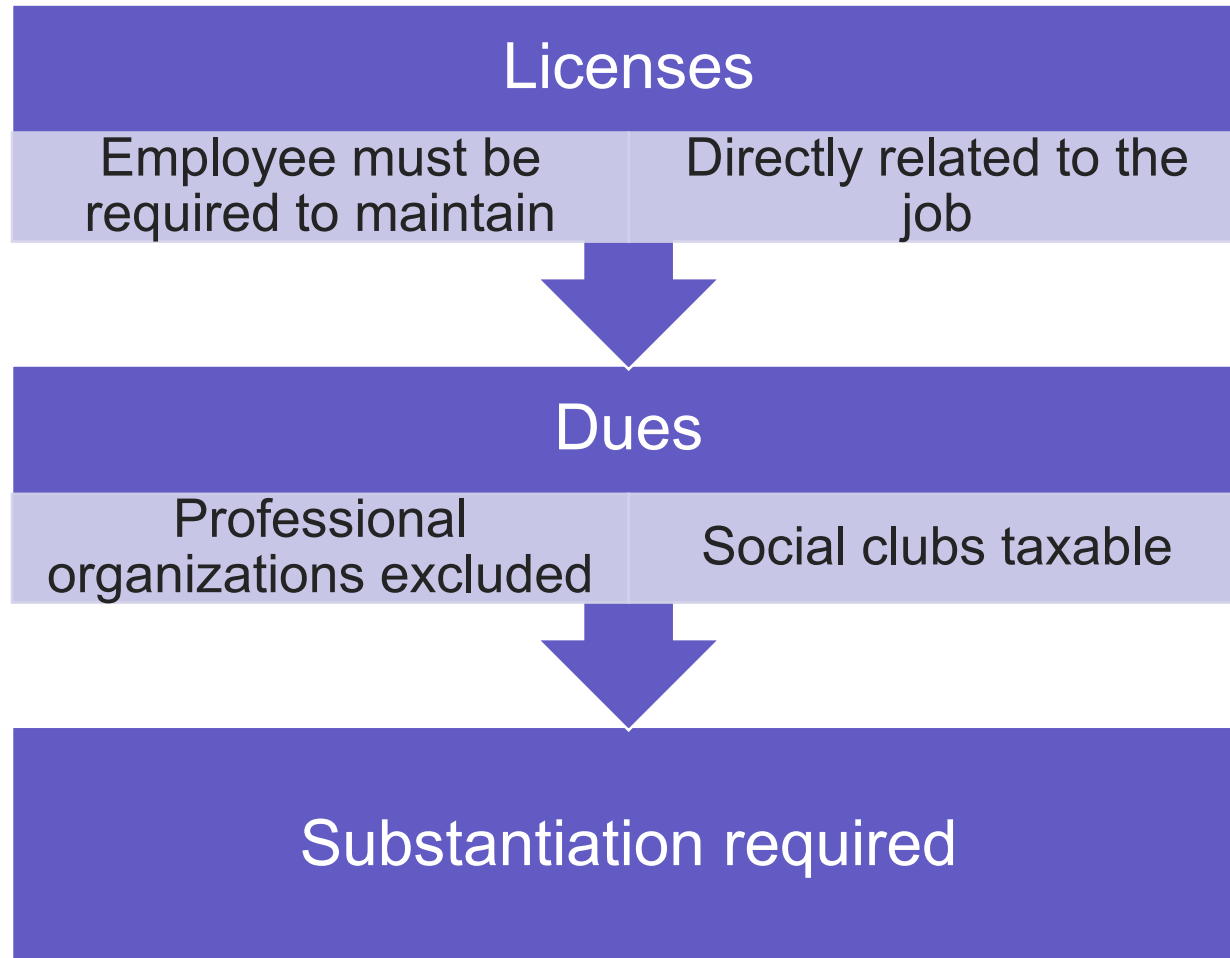 Licenses
Employee must be
required to maintain
Directly related to the
job
Dues
Professional
organizations excluded
Social clubs taxable
Substantiation required